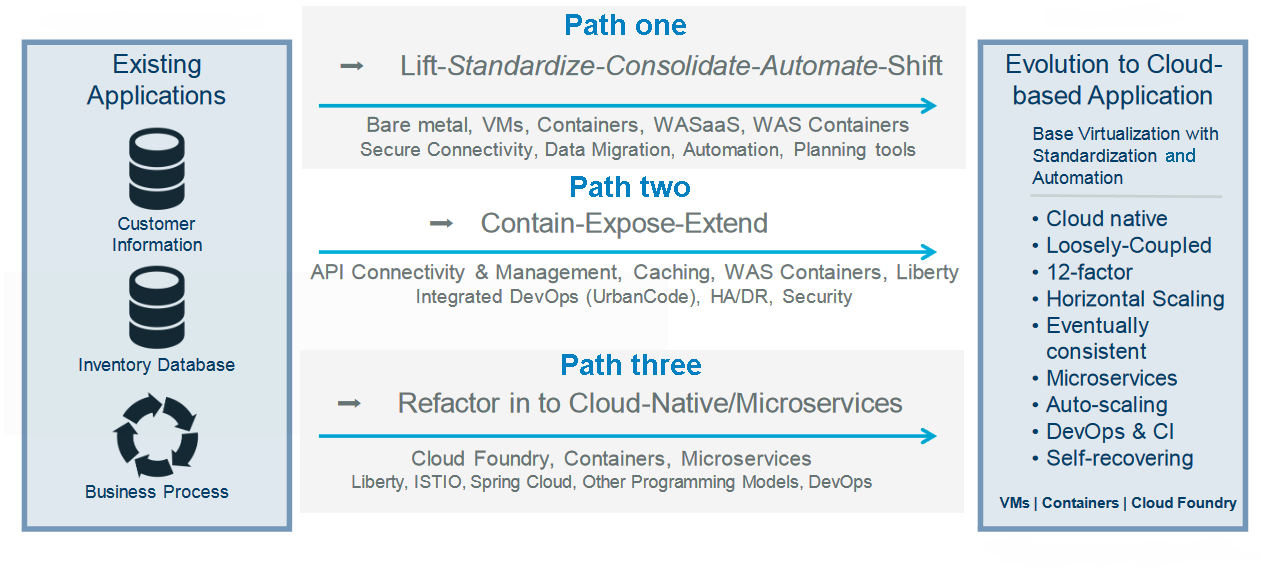 Existing
Applications
Customer
Information
Inventory Database
Business Process
Path one
Lift-Standardize-Consolidate-Automate-Shift
Bare metal, VMs, Containers, WASaaS, WAS Containers
Secure Connectivity, Data Migration, Automation, Planning tools
Path two
Contain-Expose-Extend
API Connectivity & Management, Caching, WAS Containers, Liberty
Integrated DevOps (UrbanCode), HA/DR, Security
Path three
Refactor in to Cloud-Native/Microservices
Cloud Foundry, Containers, Microservices
Liberty, ISTIO, Spring Cloud, Other Programming Models, DevOps
Evolution to Cloud-
based Application
Base Virtualization with
Standardization and
Automation
• Cloud native
• Loosely-Coupled
• 12-factor
• Horizontal Scaling
• Eventually
consistent
• Microservices
• Auto-scaling
• DevOps & CI
• Self-recovering
VMs | Containers | Cloud Foundry